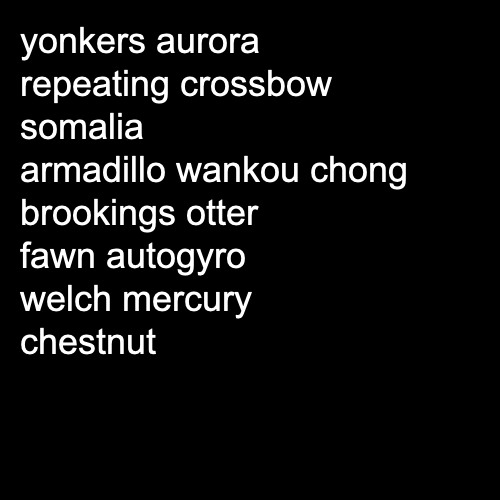 yonkers aurora
repeating crossbow
somalia
armadillo wankou chong
brookings otter
fawn autogyro
welch mercury
chestnut